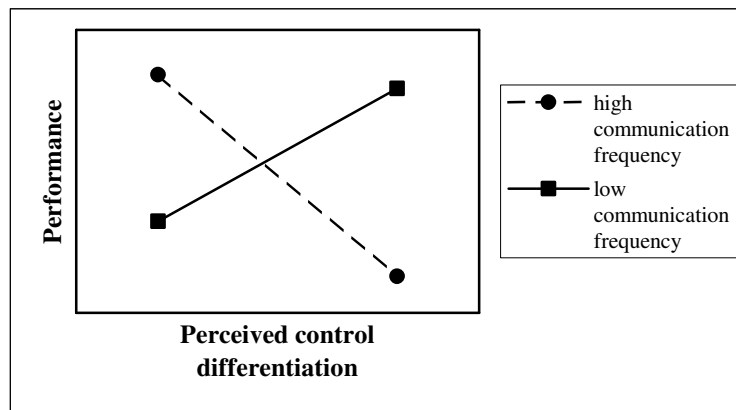 Performance
Perceived control
differentiation
high
communication
frequency
low
communication
frequency